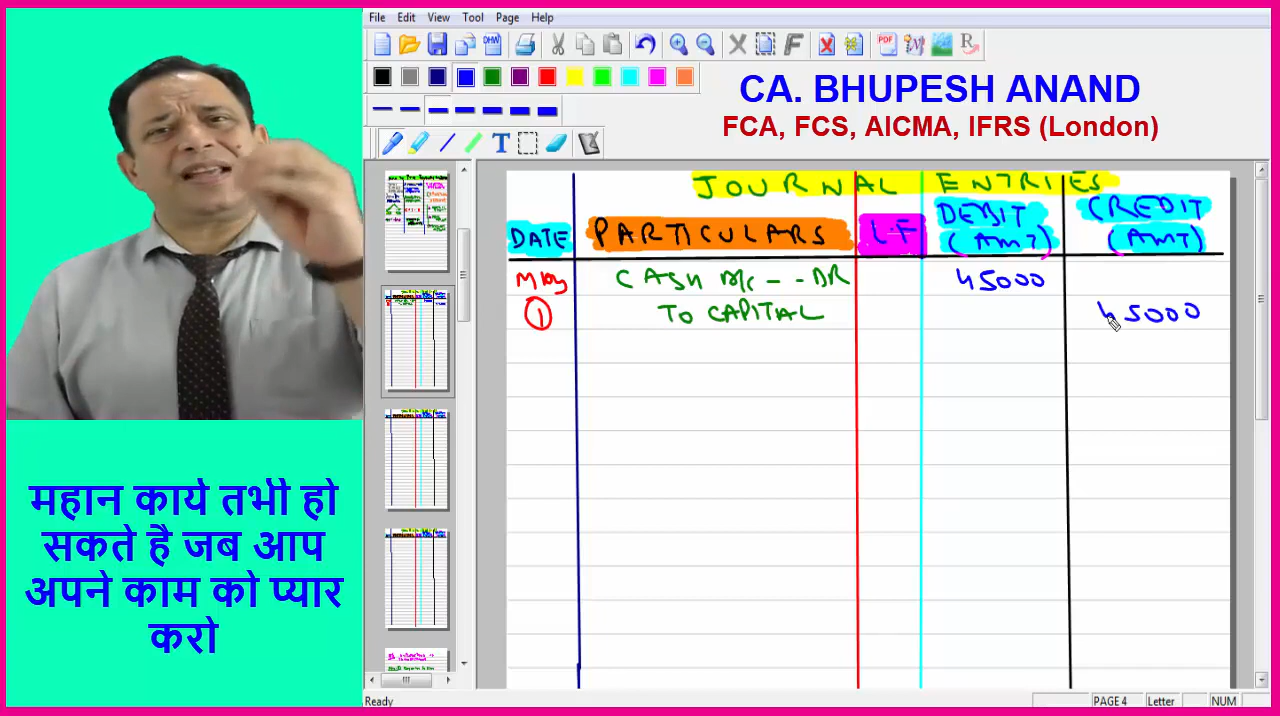 File Edit View Tool Page Help
CA. BHUPESH ANAND
FCA, FCS, AICMA, IFRS (London)
JOURNAL ENTRIES
DATE PARTICULARS LF DEBIT (AMT) CREDIT (AMT)
May CASH A/C - - DR 45000
1 TO CAPITAL 45000
महान कार्य तभी हो
सकते है जब आप
अपने काम को प्यार
करो
Ready PAGE 4 Letter NUM